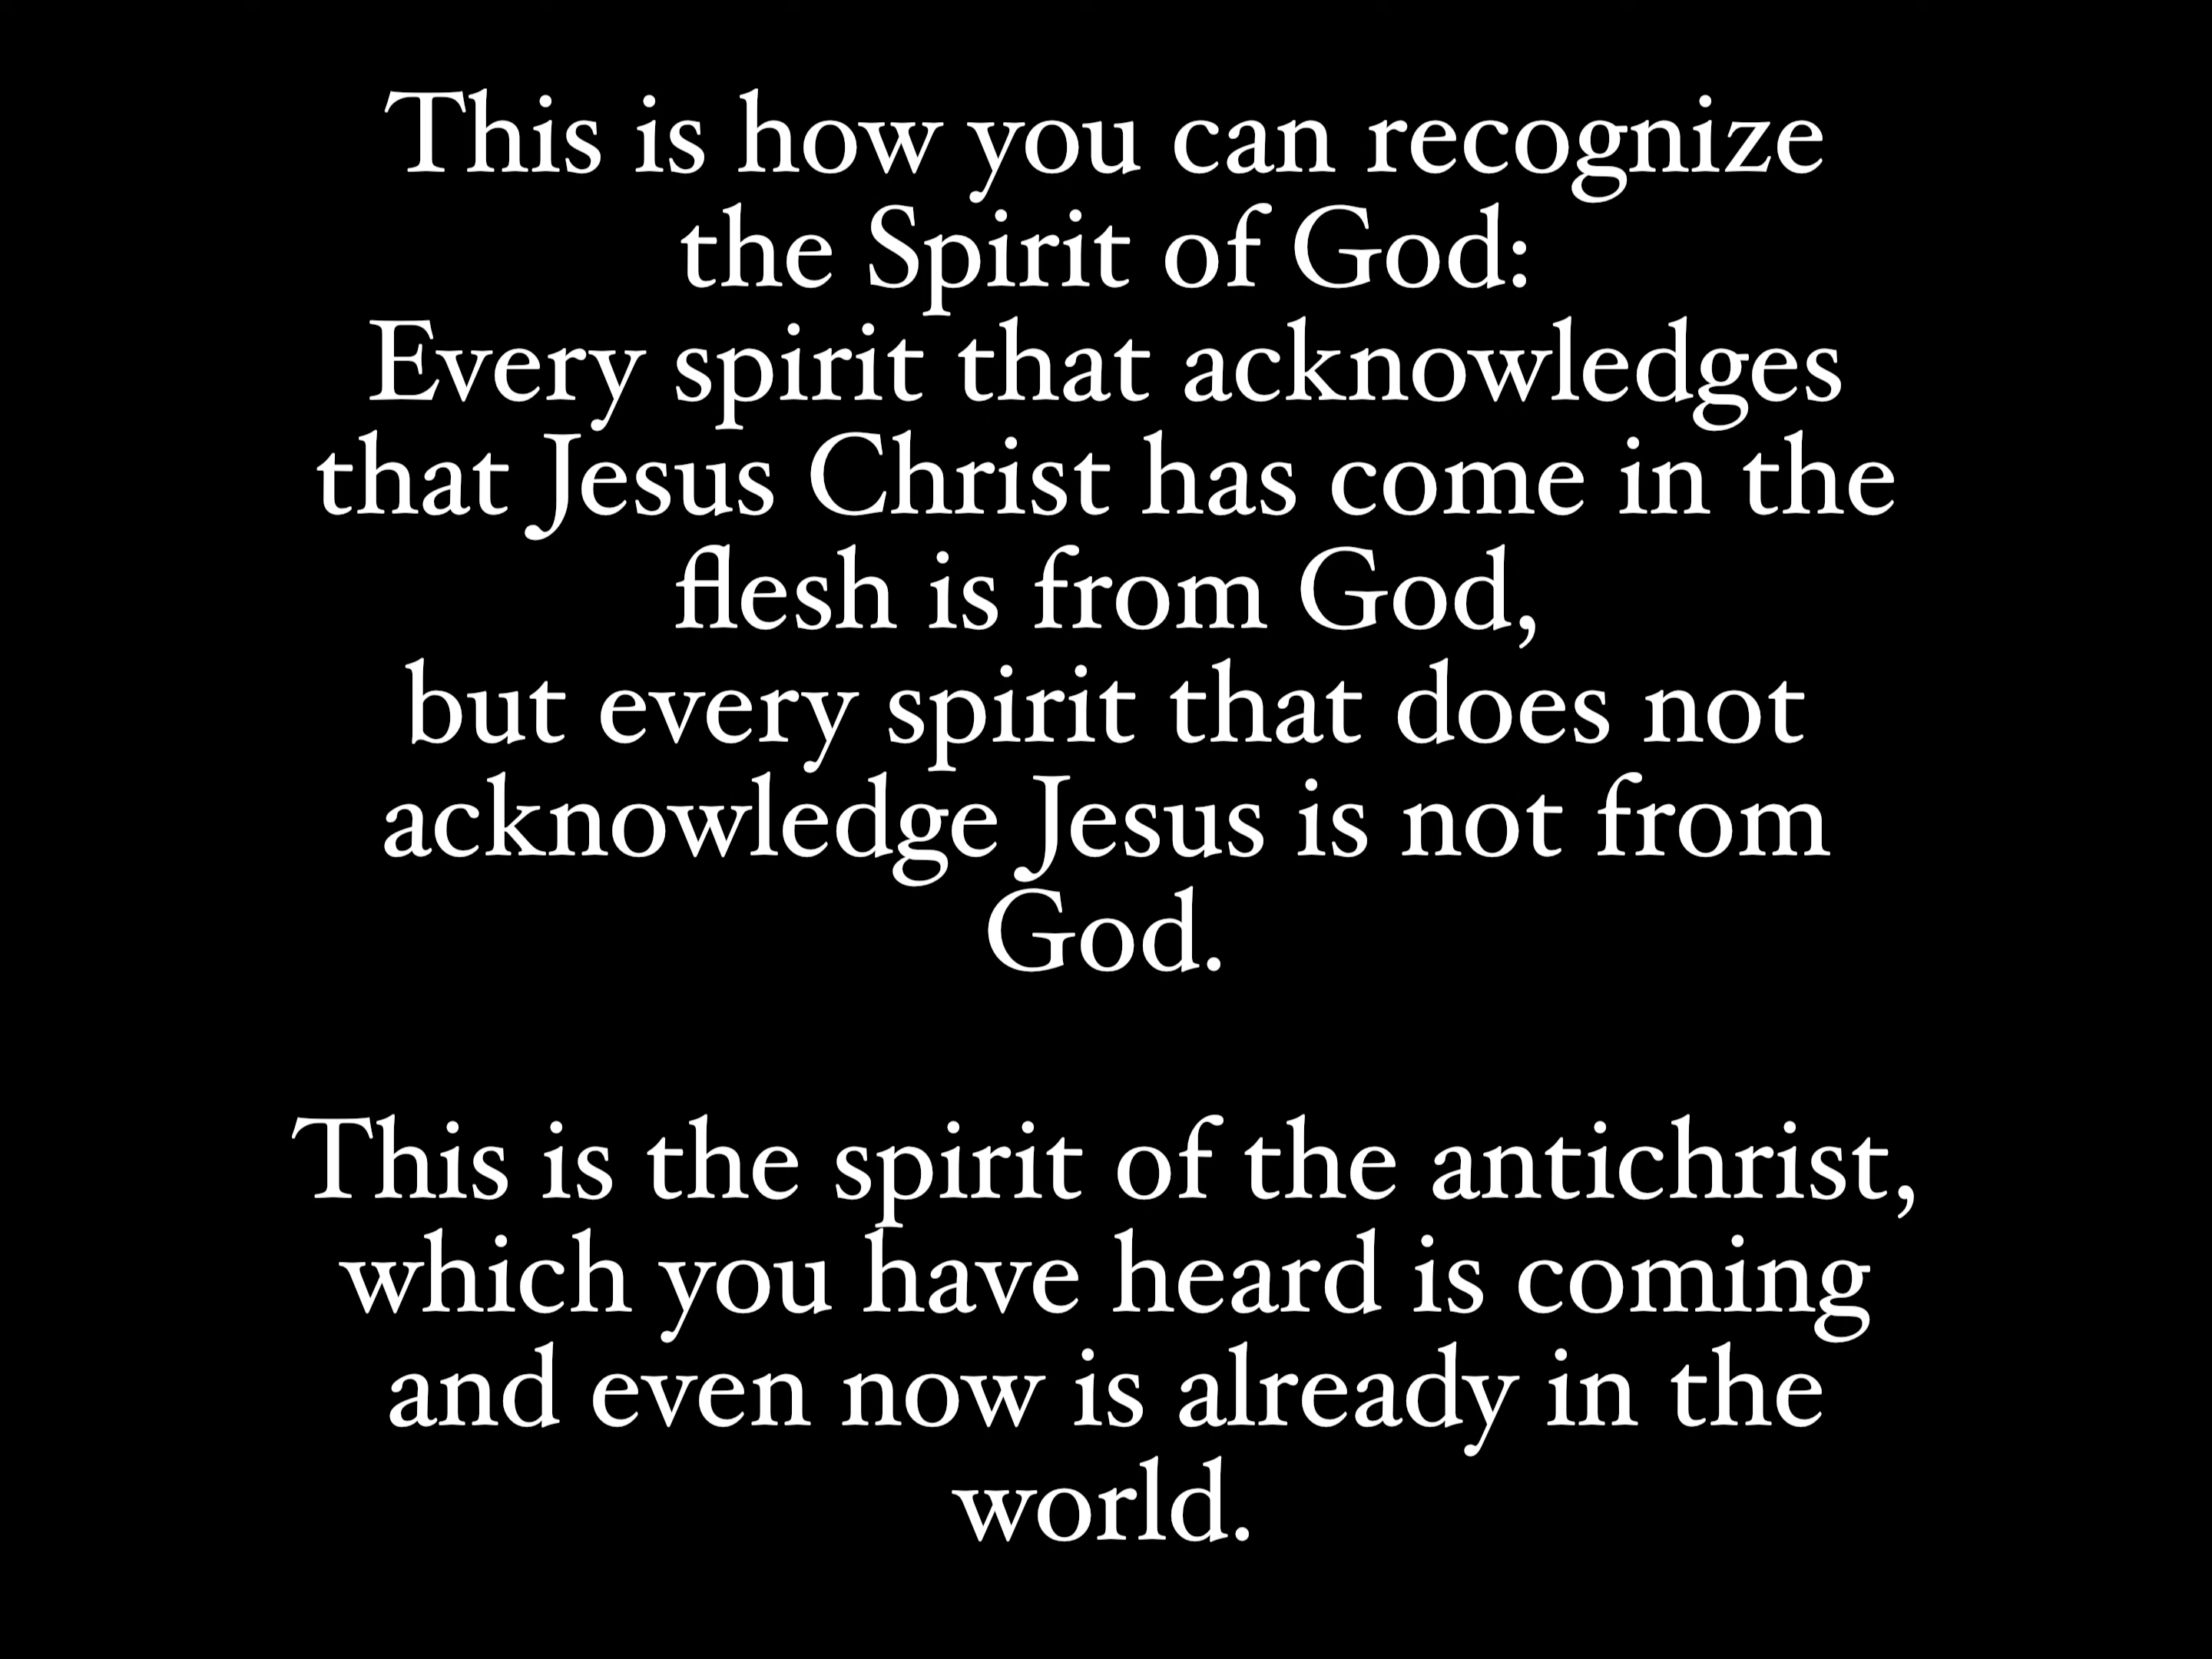 This is how you can recognize
the Spirit of God:
Every spirit that acknowledges
that Jesus Christ has come in the
flesh is from God,
but every spirit that does not
acknowledge Jesus is not from
God.
This is the spirit of the antichrist,
which you have heard is coming
and even now is already in the
world.